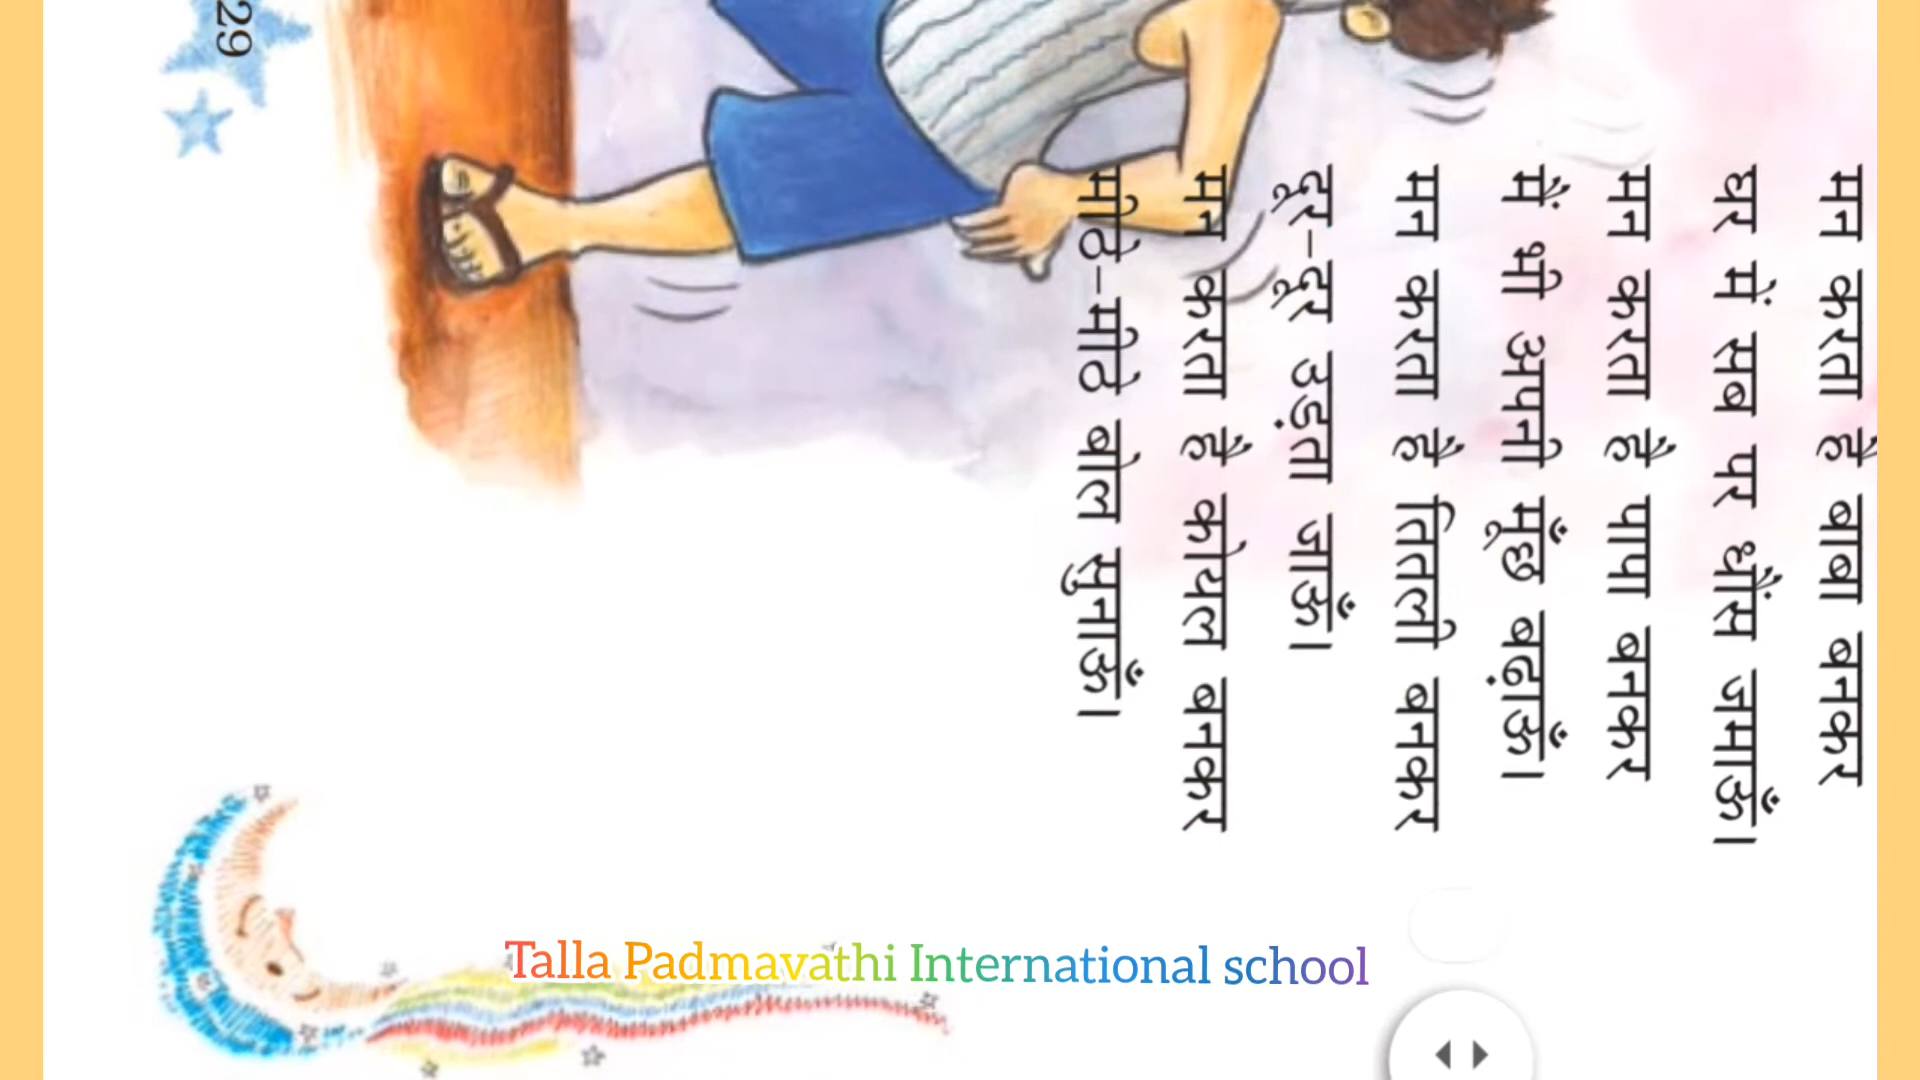 मन करता है बाबा बनकर
घर में सब पर धौंस जमाऊँ।
मन करता है पापा बनकर
मैं भी अपनी मूँछ बढ़ाऊँ।
मन करता है तितली बनकर
दूर-दूर उड़ता जाऊँ।
मन करता है कोयल बनकर
मीठे-मीठे बोल सुनाऊँ।
29
Talla Padmavathi International school